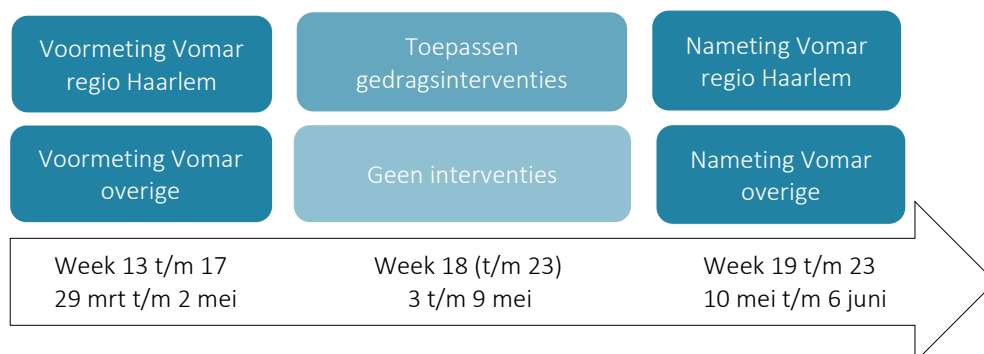 Voormeting Vomar
regio Haarlem
Toepassen
gedragsinterventies
Nameting Vomar
regio Haarlem
Voormeting Vomar
overige
Geen interventies
Nameting Vomar
overige
Week 13 t/m 17
29 mrt t/m 2 mei
Week 18 (t/m 23)
3 t/m 9 mei
Week 19 t/m 23
10 mei t/m 6 juni